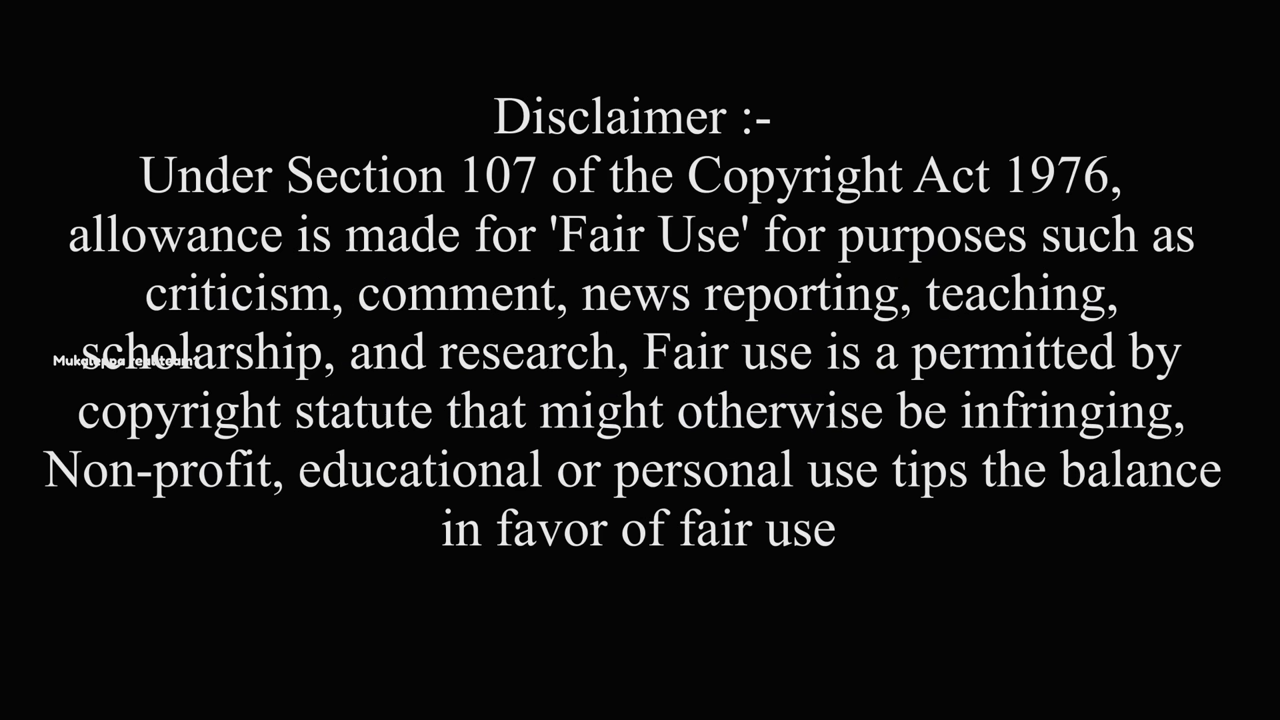 Disclaimer :-
Under Section 107 of the Copyright Act 1976,
allowance is made for 'Fair Use' for purposes such as
criticism, comment, news reporting, teaching,
scholarship, and research, Fair use is a permitted by
copyright statute that might otherwise be infringing,
Non-profit, educational or personal use tips the balance
in favor of fair use